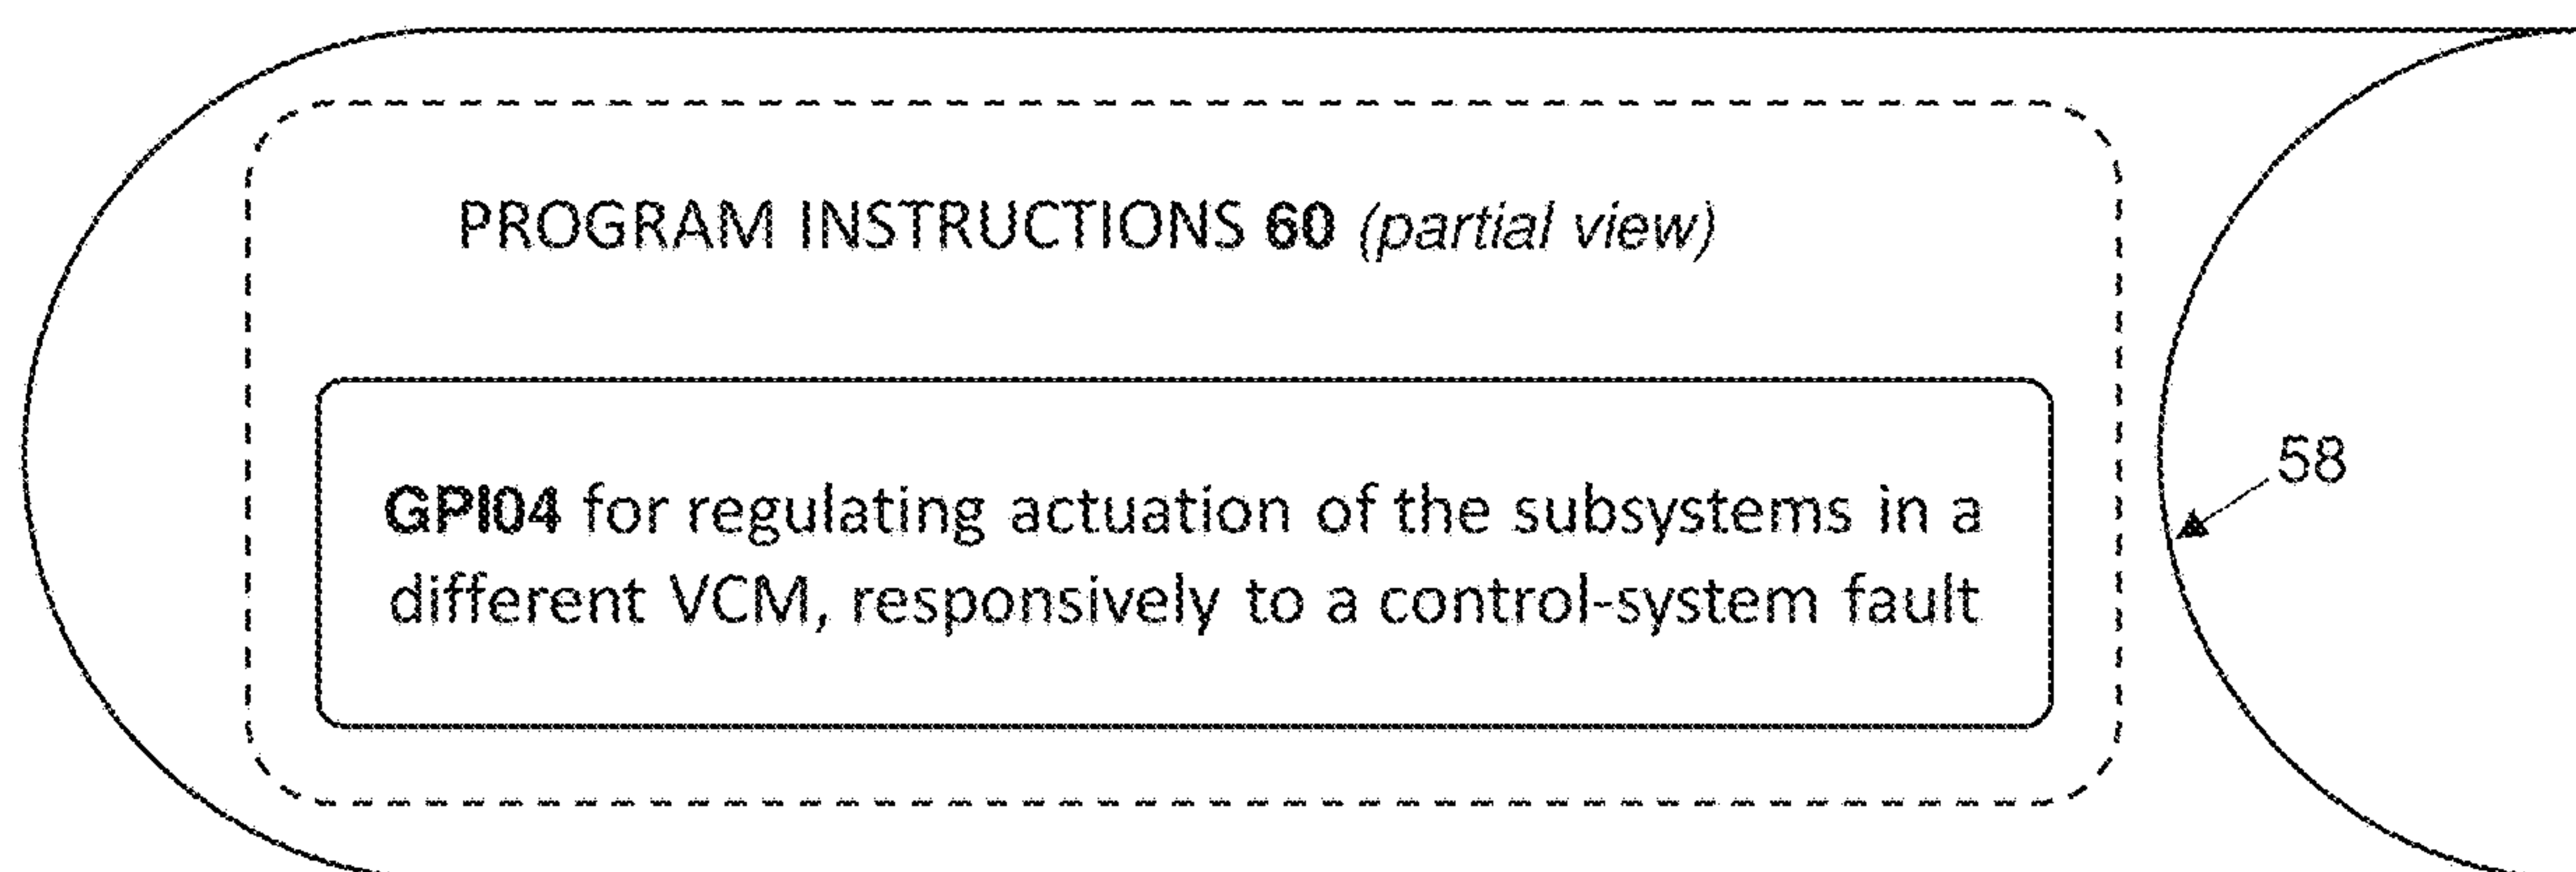 PROGRAM INSTRUCTIONS 60 (partial view)
GPI04 for regulating actuation of the subsystems in a
different VCM, responsively to a control-system fault
58